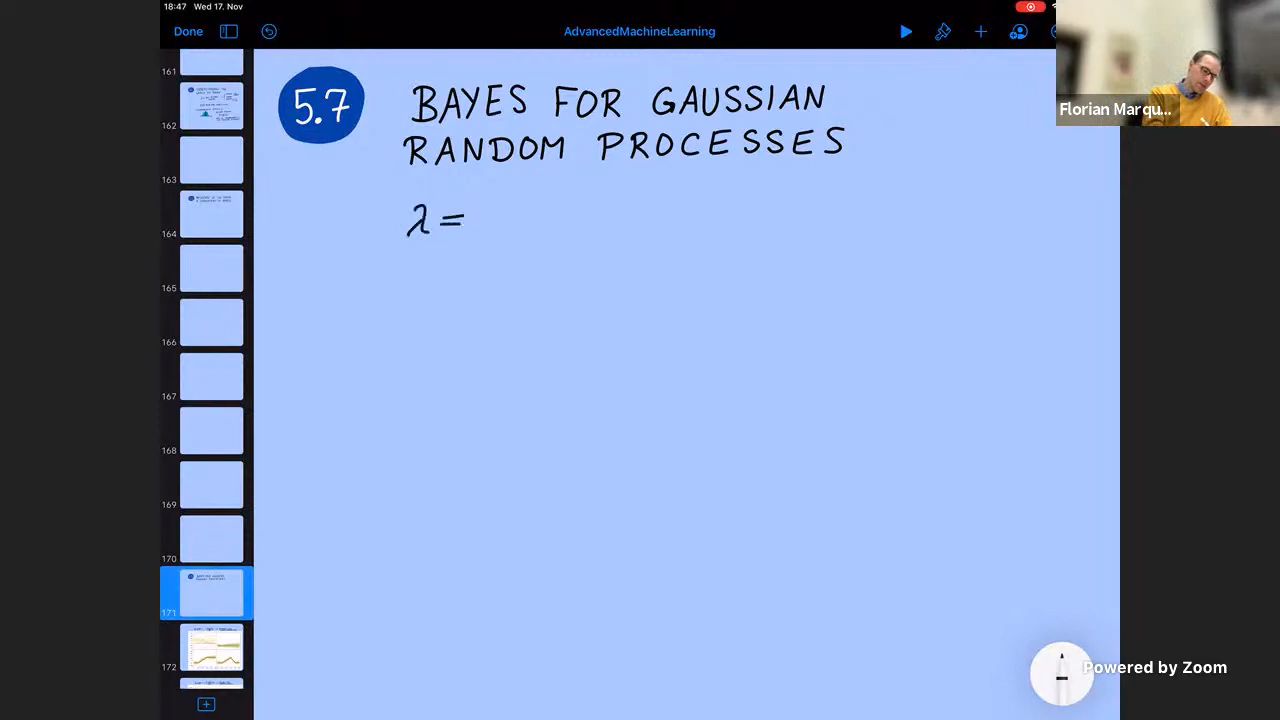 18:47 Wed 17. Nov
Done
AdvancedMachineLearning
Florian Marqu...
5.7 BAYES FOR GAUSSIAN
RANDOM PROCESSES
λ =
161
162
163
164
165
166
167
168
169
170
171
172
Powered by Zoom